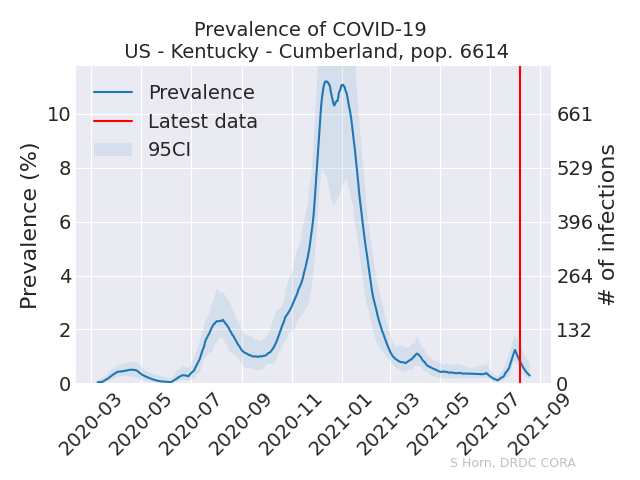 Prevalence of COVID-19
US - Kentucky - Cumberland, pop. 6614
Prevalence
Latest data
95CI
Prevalence (%)
10
8
6
4
2
0
661
529
396
264
132
0
# of infections
2020-03
2020-05
2020-07
2020-09
2020-11
2021-01
2021-03
2021-05
2021-07
2021-09
S Horn, DRDC CORA